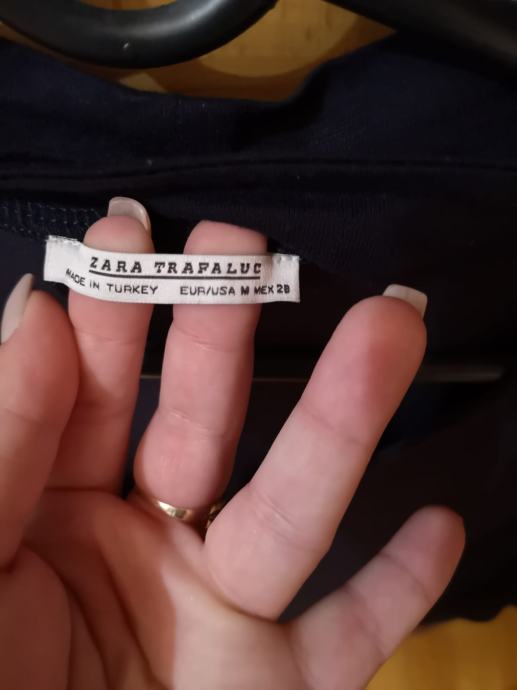 ZARA TRAFALUC
MADE IN TURKEY EUR/USA M MEX 28